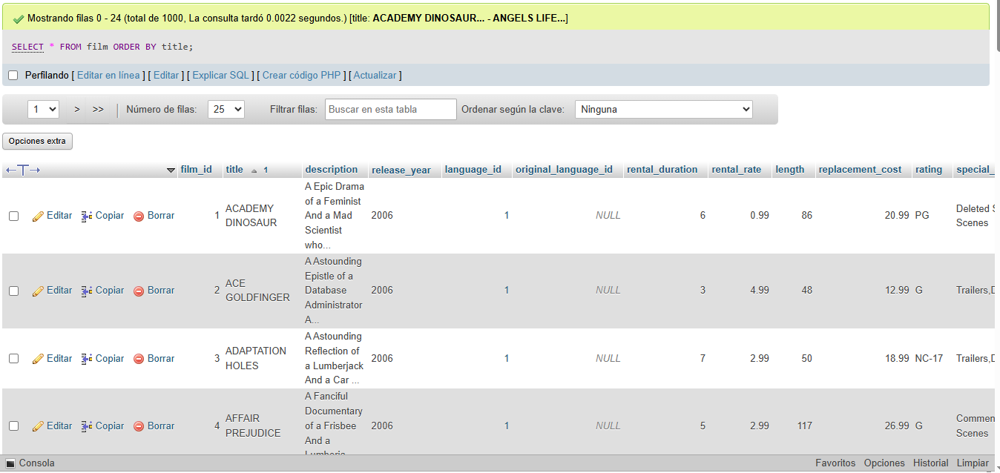 Mostrando filas 0 - 24 (total de 1000, La consulta tardó 0.0022 segundos.) [title: ACADEMY DINOSAUR... - ANGELS LIFE...]
SELECT * FROM film ORDER BY title;
Perfilando [ Editar en línea ] [ Editar ] [ Explicar SQL ] [ Crear código PHP ] [ Actualizar ]
1 > >> | Número de filas: 25 Filtrar filas: Buscar en esta tabla Ordenar según la clave: Ninguna
Opciones extra
←T→ film_id title 1 description release_year language_id original_language_id rental_duration rental_rate length replacement_cost rating special_
A Epic Drama
of a Feminist
Editar Copiar Borrar 1 ACADEMY DINOSAUR And a Mad 2006 1 NULL 6 0.99 86 20.99 PG Deleted S
Scientist Scenes
who...
A Astounding
Epistle of a
Editar Copiar Borrar 2 ACE GOLDFINGER Database 2006 1 NULL 3 4.99 48 12.99 G Trailers,D
Administrator
A...
A Astounding
Reflection of
Editar Copiar Borrar 3 ADAPTATION HOLES a Lumberjack 2006 1 NULL 7 2.99 50 18.99 NC-17 Trailers,D
And a Car ...
A Fanciful
Documentary
Editar Copiar Borrar 4 AFFAIR PREJUDICE of a Frisbee 2006 1 NULL 5 2.99 117 26.99 G Commen
And a Scenes
Lumberja
Consola Favoritos Opciones Historial Limpiar